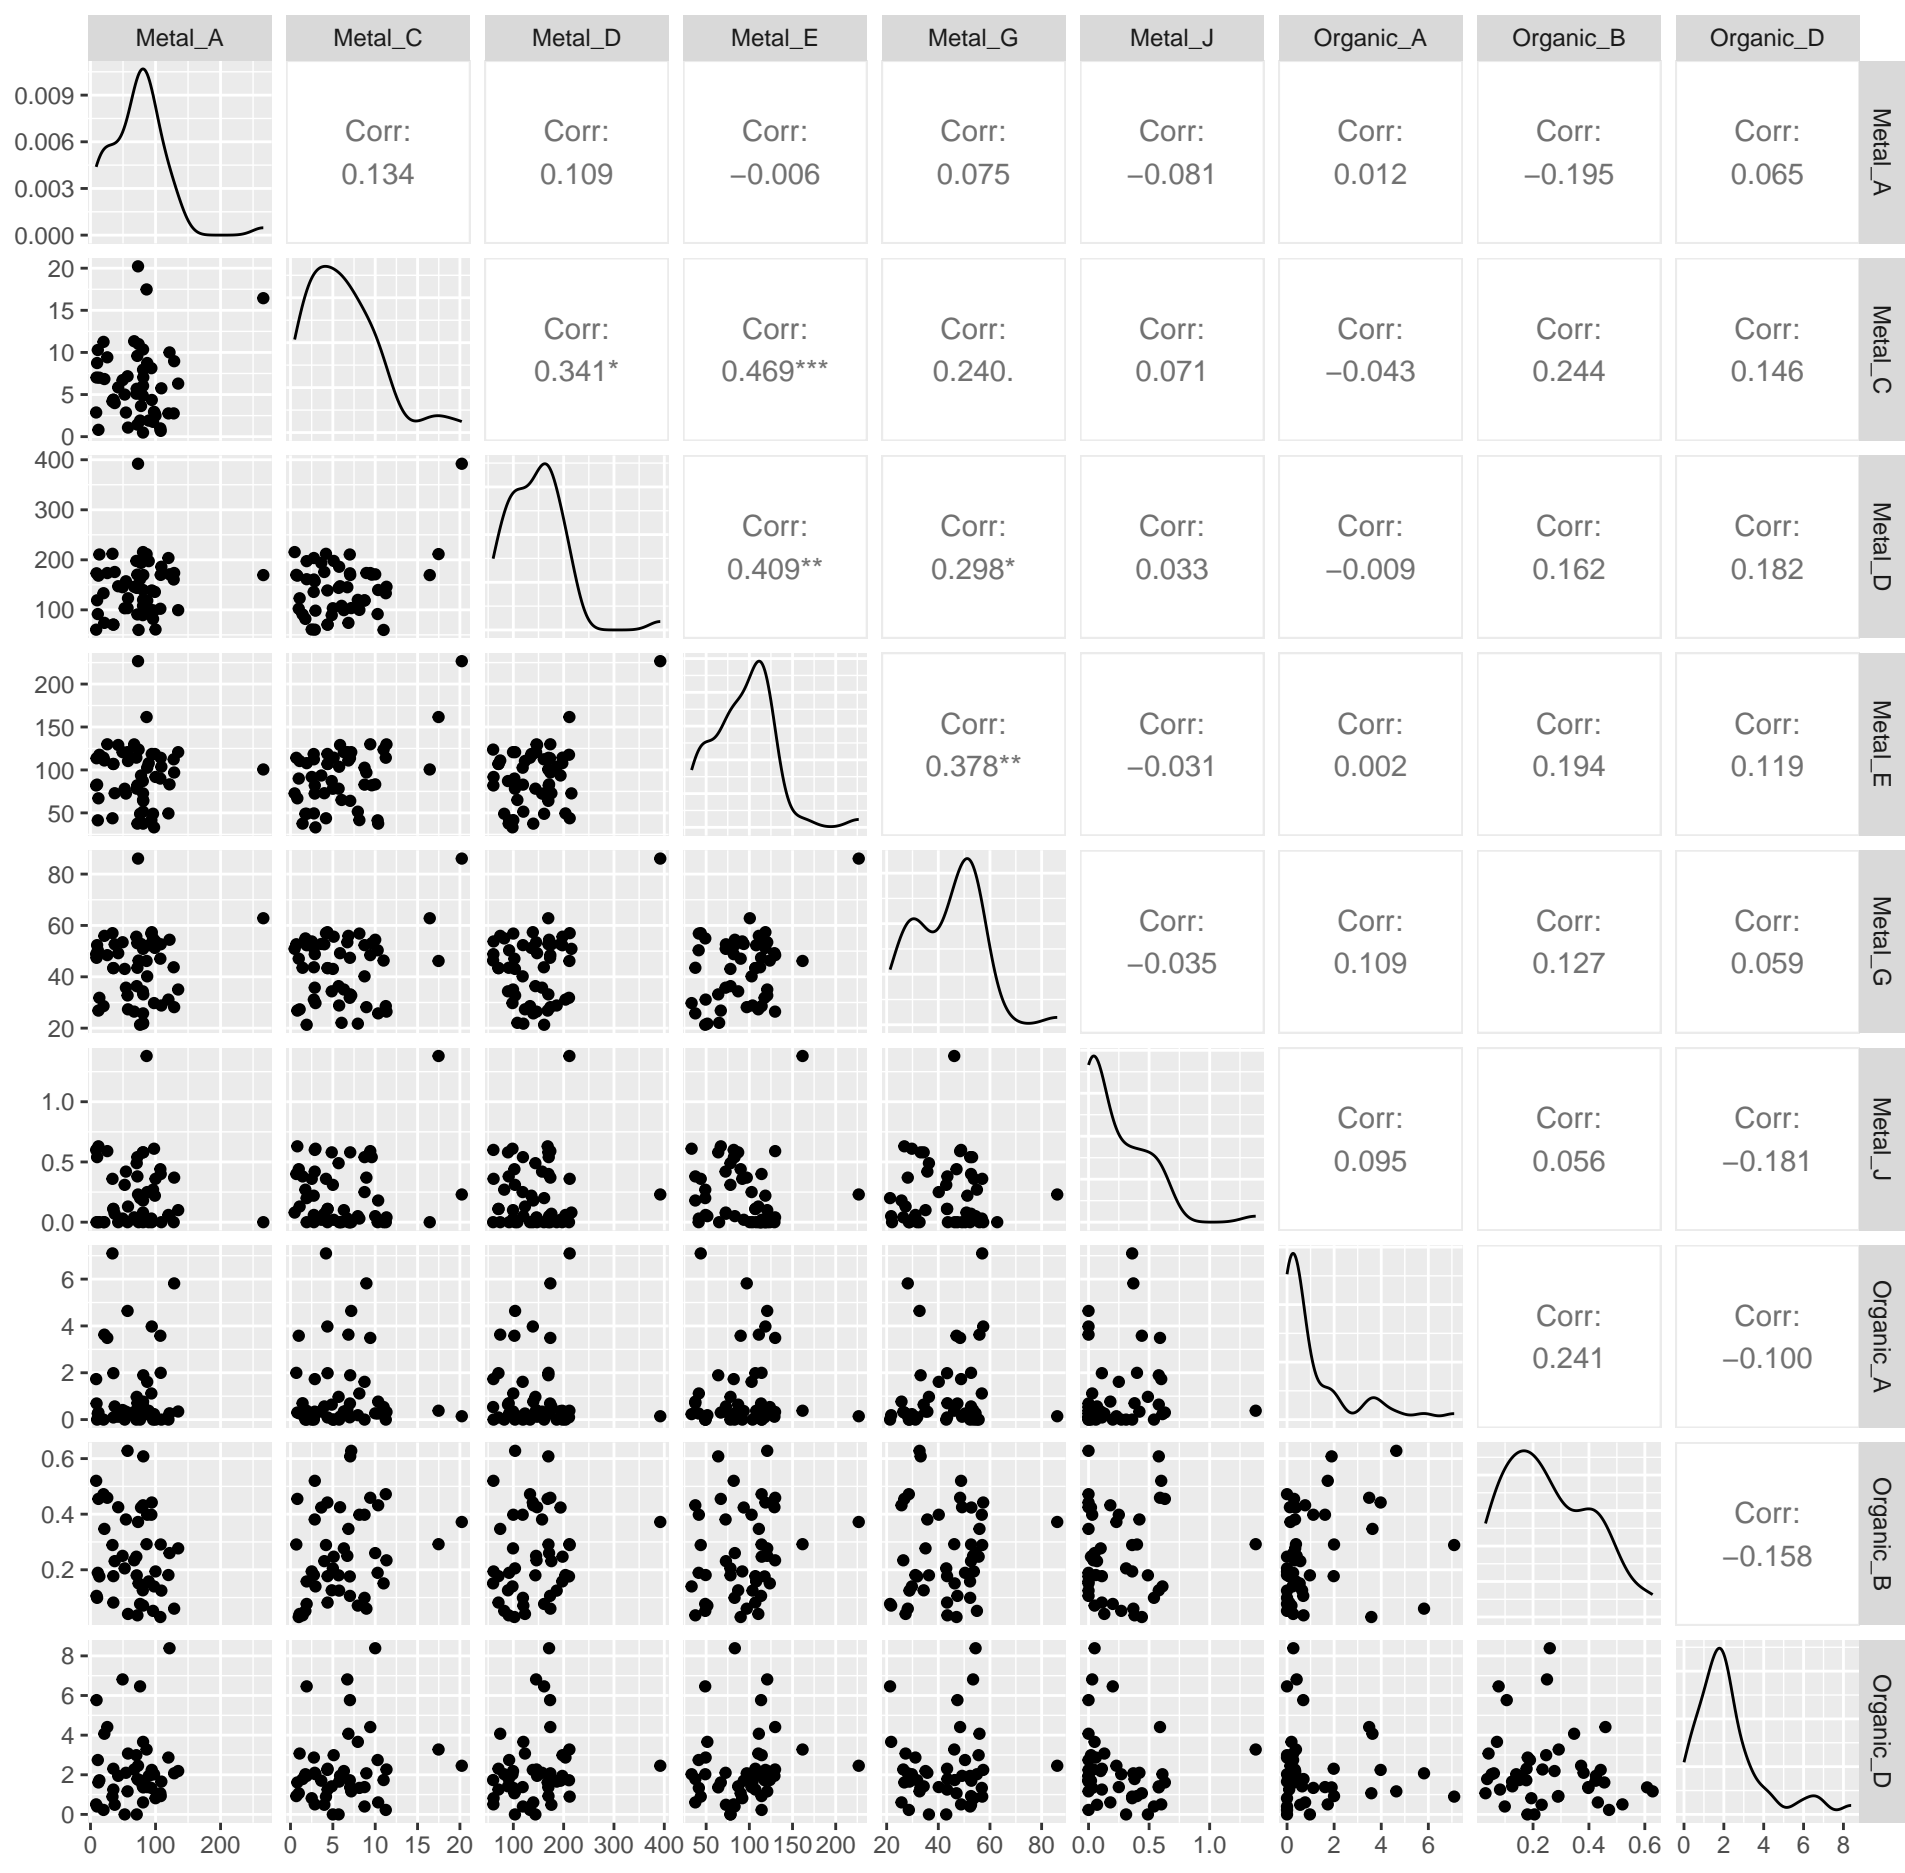 Metal_A Metal_C Metal_D Metal_E Metal_G Metal_J Organic_A Organic_B Organic_D
0.009
0.006
0.003
0.000
Corr: Corr: Corr: Corr: Corr: Corr: Corr: Corr:
0.134 0.109 −0.006 0.075 −0.081 0.012 −0.195 0.065
Metal_A
20
15
10
5
0
Corr: Corr: Corr: Corr: Corr: Corr: Corr:
0.341* 0.469*** 0.240. 0.071 −0.043 0.244 0.146
Metal_C
400
300
200
100
Corr: Corr: Corr: Corr: Corr: Corr:
0.409** 0.298* 0.033 −0.009 0.162 0.182
Metal_D
200
150
100
50
Corr: Corr: Corr: Corr: Corr:
0.378** −0.031 0.002 0.194 0.119
Metal_E
80
60
40
20
Corr: Corr: Corr: Corr:
−0.035 0.109 0.127 0.059
Metal_G
1.0
0.5
0.0
Corr: Corr: Corr:
0.095 0.056 −0.181
Metal_J
6
4
2
0
Corr: Corr:
0.241 −0.100
Organic_A
0.6
0.4
0.2
Corr:
−0.158
Organic_B
8
6
4
2
0
Organic_D
0 100 200 0 5 10 15 20 100 200 300 400 50 100 150 200 20 40 60 80 0.0 0.5 1.0 0 2 4 6 0.2 0.4 0.6 0 2 4 6 8